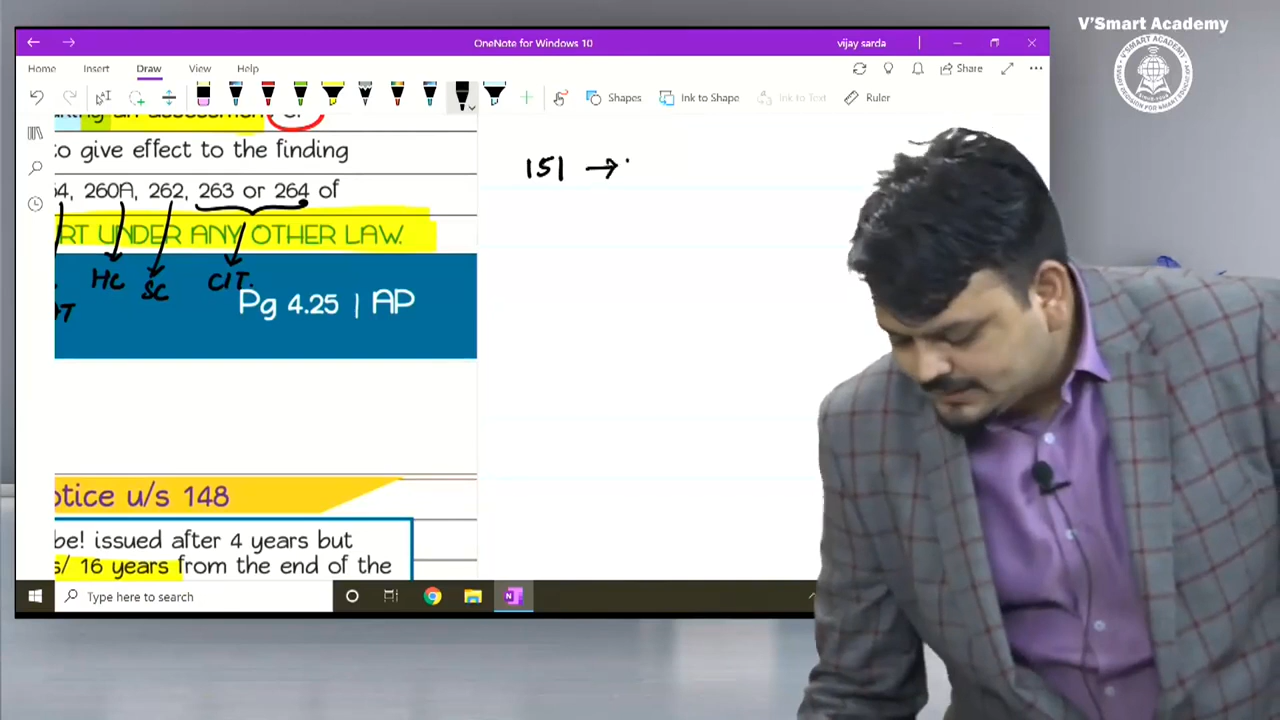 V'Smart Academy
OneNote for Windows 10
vijay sarda
Home Insert Draw View Help
Share
Shapes Ink to Shape Ink to Text Ruler
to give effect to the finding
64, 260A, 262, 263 or 264 of
RT UNDER ANY OTHER LAW.
HC SC CIT.
Pg 4.25 | AP
151 →
otice u/s 148
be! issued after 4 years but
s/ 16 years from the end of the
Type here to search